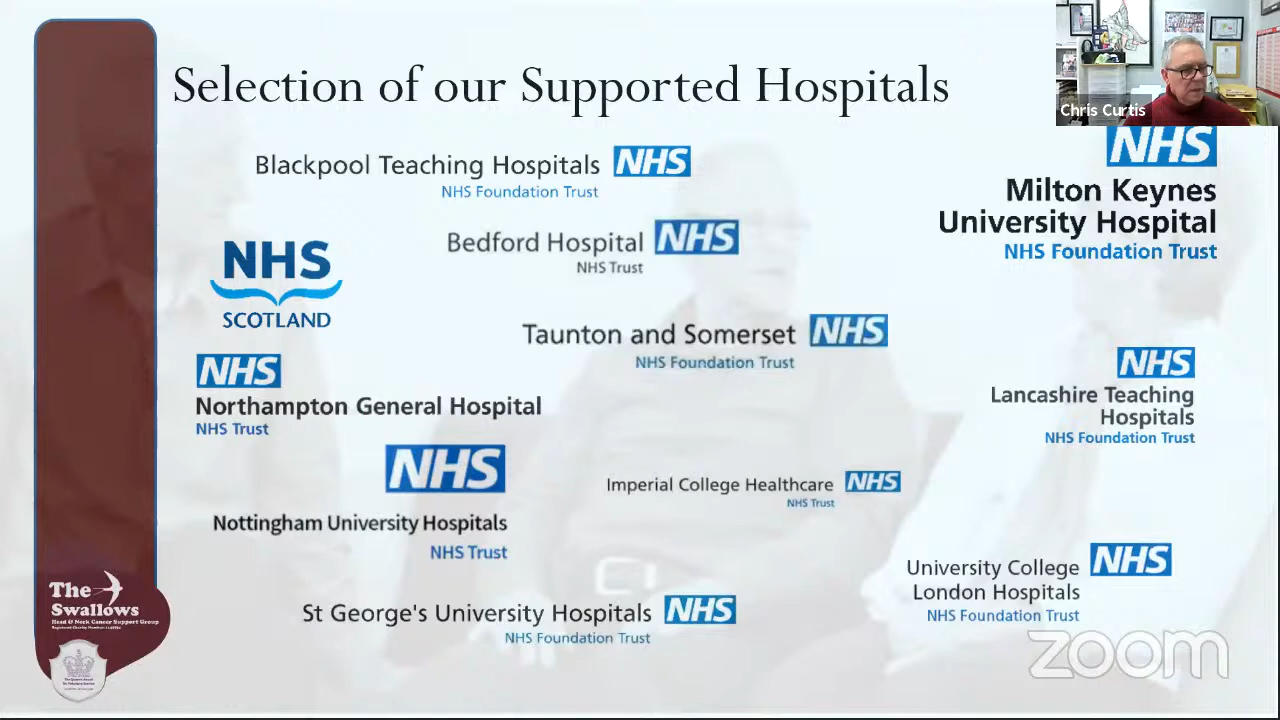 Selection of our Supported Hospitals
Chris Curtis
Blackpool Teaching Hospitals NHS
NHS Foundation Trust
NHS
Milton Keynes
University Hospital
NHS Foundation Trust
Bedford Hospital NHS
NHS Trust
NHS
SCOTLAND
Taunton and Somerset NHS
NHS Foundation Trust
NHS
Northampton General Hospital
NHS Trust
NHS
Lancashire Teaching
Hospitals
NHS Foundation Trust
NHS
Nottingham University Hospitals
NHS Trust
Imperial College Healthcare NHS
NHS Trust
University College NHS
London Hospitals
NHS Foundation Trust
St George's University Hospitals NHS
NHS Foundation Trust
The
Swallows
Head & Neck Cancer Support Group
zoom